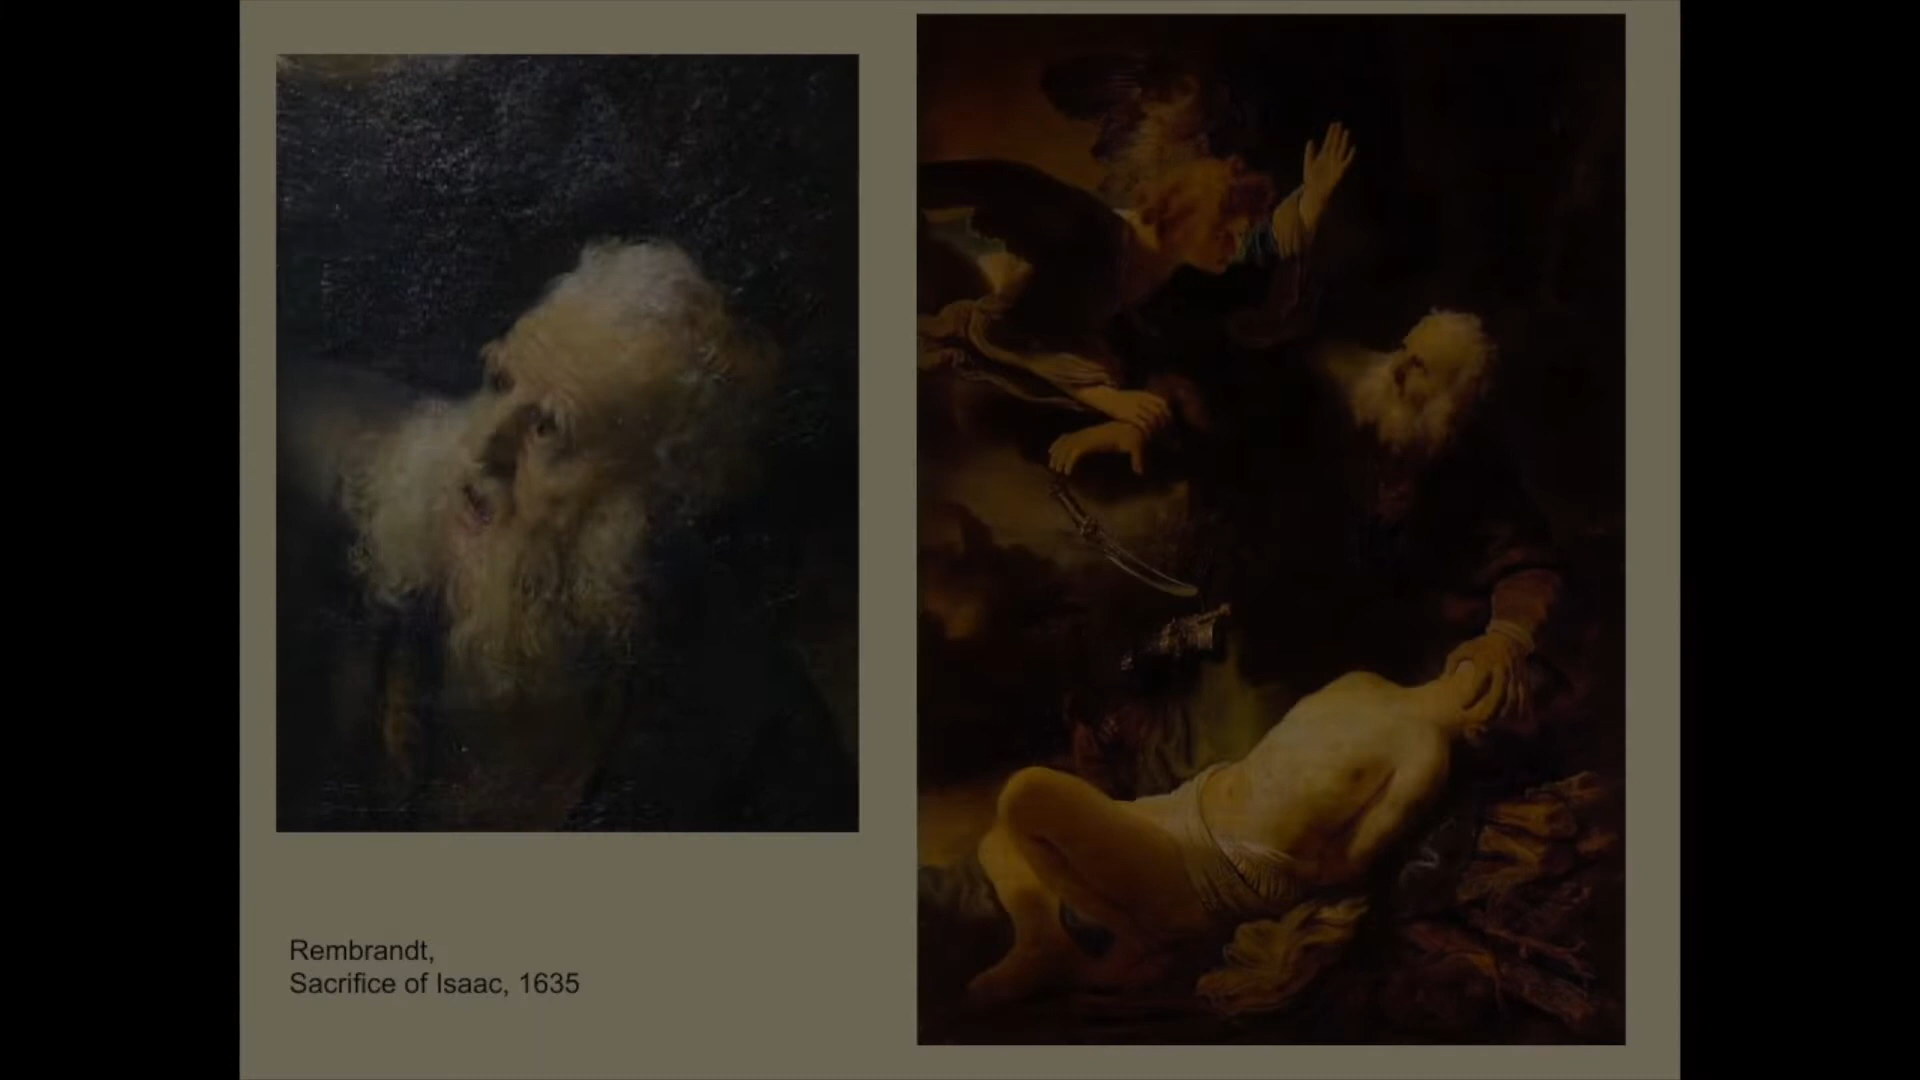 Rembrandt,
Sacrifice of Isaac, 1635